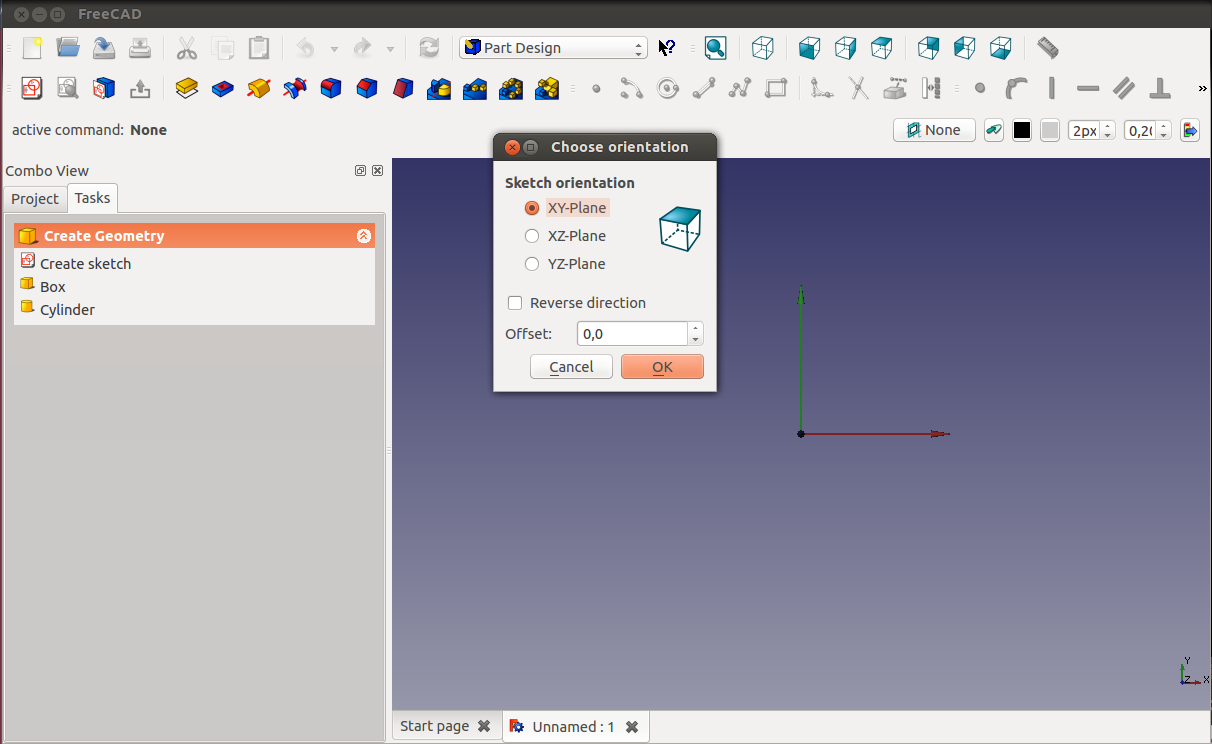 FreeCAD
Part Design
active command: None
None
2px
0,20
Combo View
Project
Tasks
Create Geometry
Create sketch
Box
Cylinder
Choose orientation
Sketch orientation
XY-Plane
XZ-Plane
YZ-Plane
Reverse direction
Offset: 0,0
Cancel
OK
Y
Z X
Start page
Unnamed : 1